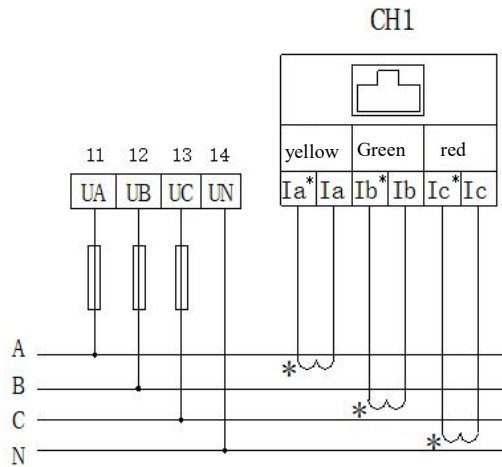 CH1
yellow Green red
11 12 13 14
UA UB UC UN
Ia* Ia Ib* Ib Ic* Ic
A
*
B
*
C
*
N